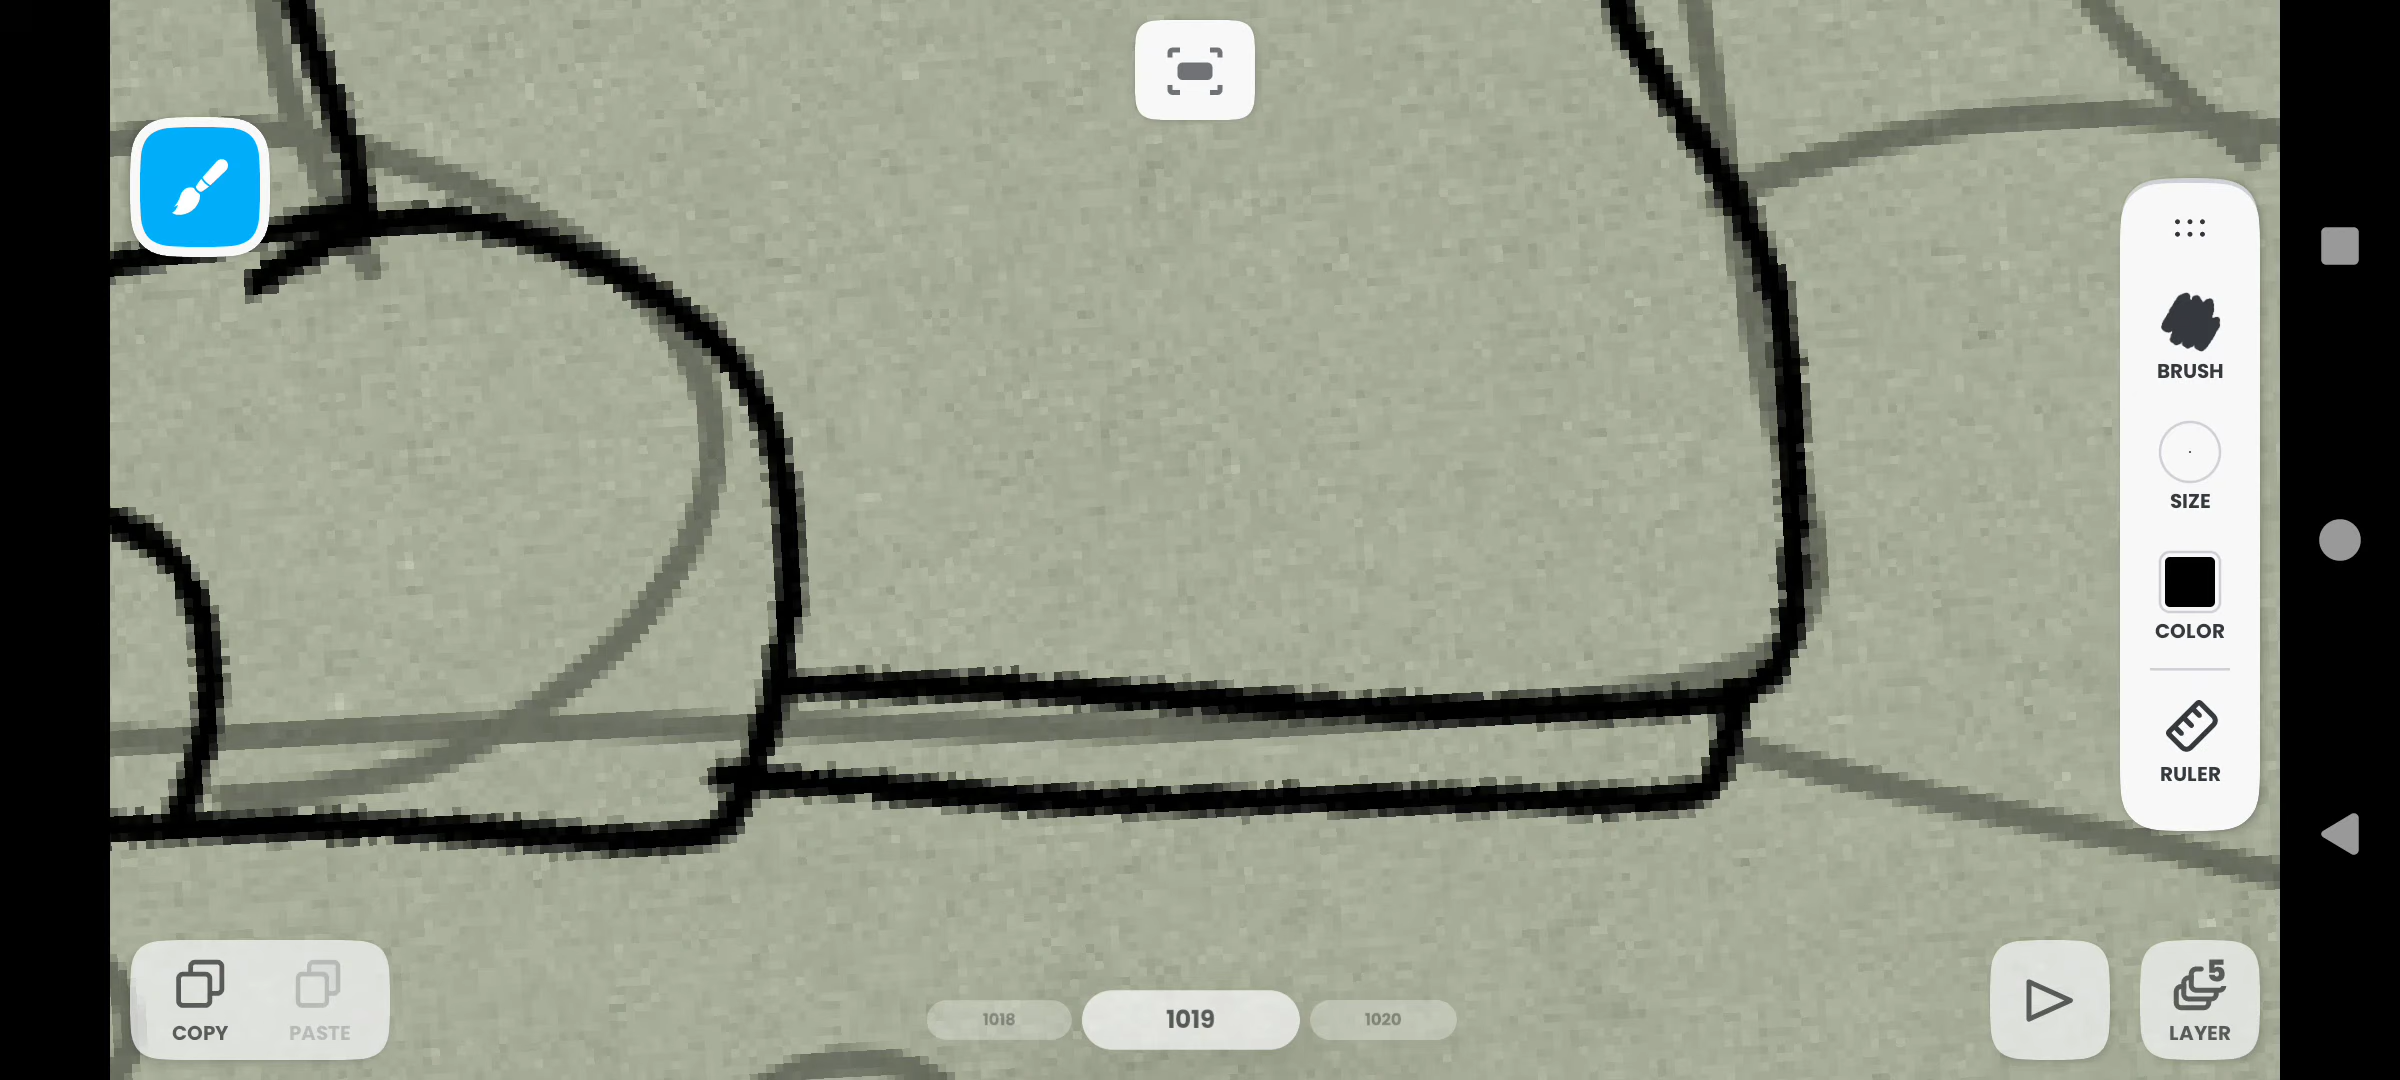 BRUSH
SIZE
COLOR
RULER
COPY
PASTE
1018
1019
1020
5
LAYER